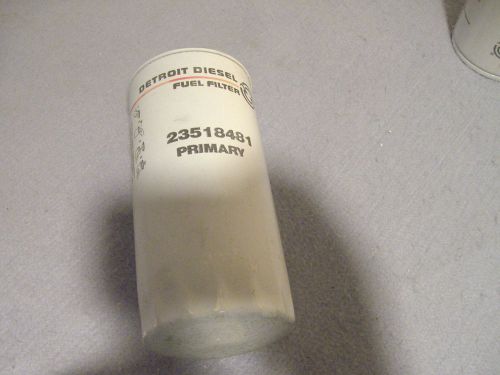 DETROIT DIESEL
FUEL FILTER
23518481
PRIMARY